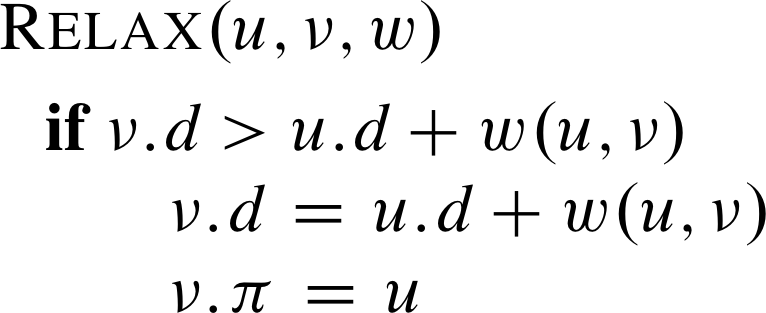 RELAX(u, ν, w)
if ν.d > u.d + w(u, ν)
ν.d = u.d + w(u, ν)
ν.π = u